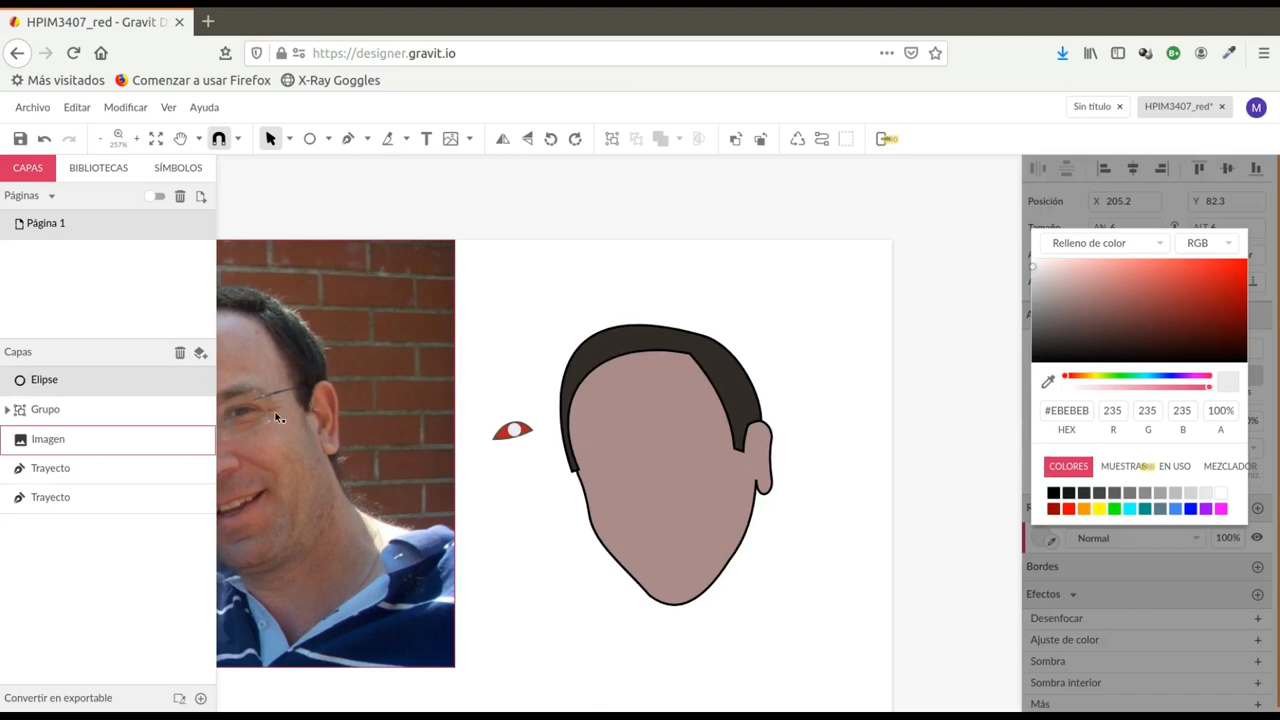 HPIM3407_red - Gravit D
https://designer.gravit.io
Más visitados Comenzar a usar Firefox X-Ray Goggles
Archivo Editar Modificar Ver Ayuda
Sin título HPIM3407_red* M
257%
CAPAS BIBLIOTECAS SÍMBOLOS
Páginas
Página 1
Capas
Elipse
Grupo
Imagen
Trayecto
Trayecto
Convertir en exportable
Posición X 205.2 Y 82.3
Relleno de color RGB
#EBEBEB 235 235 235 100%
HEX R G B A
COLORES MUESTRAS EN USO MEZCLADOR
Normal 100%
Bordes
Efectos
Desenfocar
Ajuste de color
Sombra
Sombra interior
Más